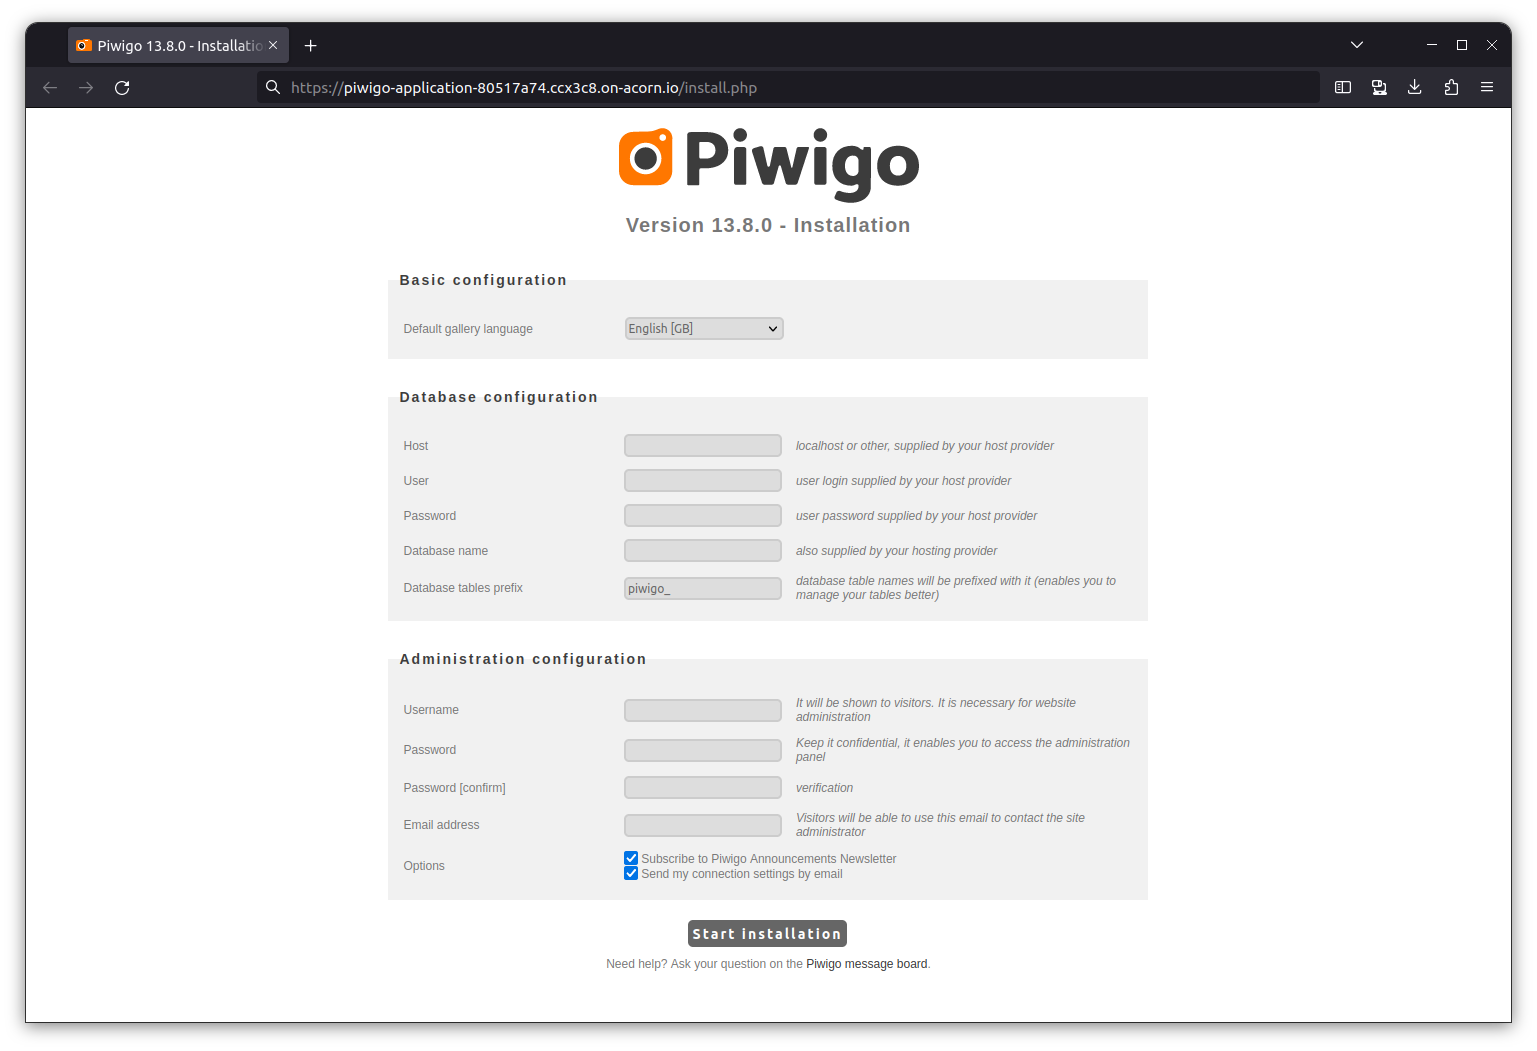 Piwigo 13.8.0 - Installatio
https://piwigo-application-80517a74.ccx3c8.on-acorn.io/install.php
Piwigo
Version 13.8.0 - Installation
Basic configuration
Default gallery language English [GB]
Database configuration
Host localhost or other, supplied by your host provider
User user login supplied by your host provider
Password user password supplied by your host provider
Database name also supplied by your hosting provider
Database tables prefix piwigo_ database table names will be prefixed with it (enables you to
manage your tables better)
Administration configuration
Username It will be shown to visitors. It is necessary for website
administration
Password Keep it confidential, it enables you to access the administration
panel
Password [confirm] verification
Email address Visitors will be able to use this email to contact the site
administrator
Options Subscribe to Piwigo Announcements Newsletter
Send my connection settings by email
Start installation
Need help? Ask your question on the Piwigo message board.